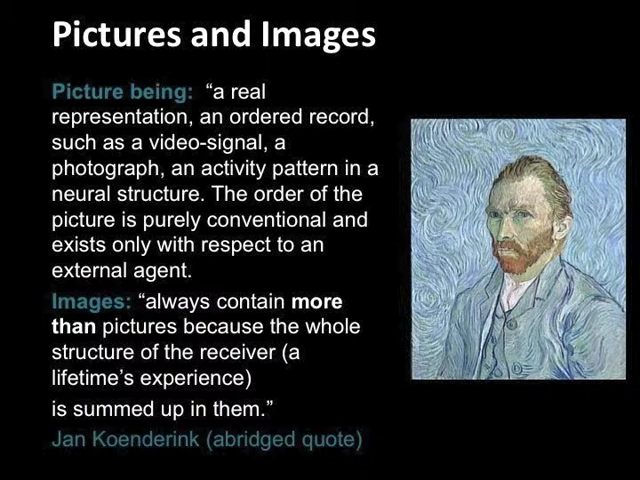 Pictures and Images
Picture being: “a real
representation, an ordered record,
such as a video-signal, a
photograph, an activity pattern in a
neural structure. The order of the
picture is purely conventional and
exists only with respect to an
external agent.
Images: “always contain more
than pictures because the whole
structure of the receiver (a
lifetime’s experience)
is summed up in them.”
Jan Koenderink (abridged quote)